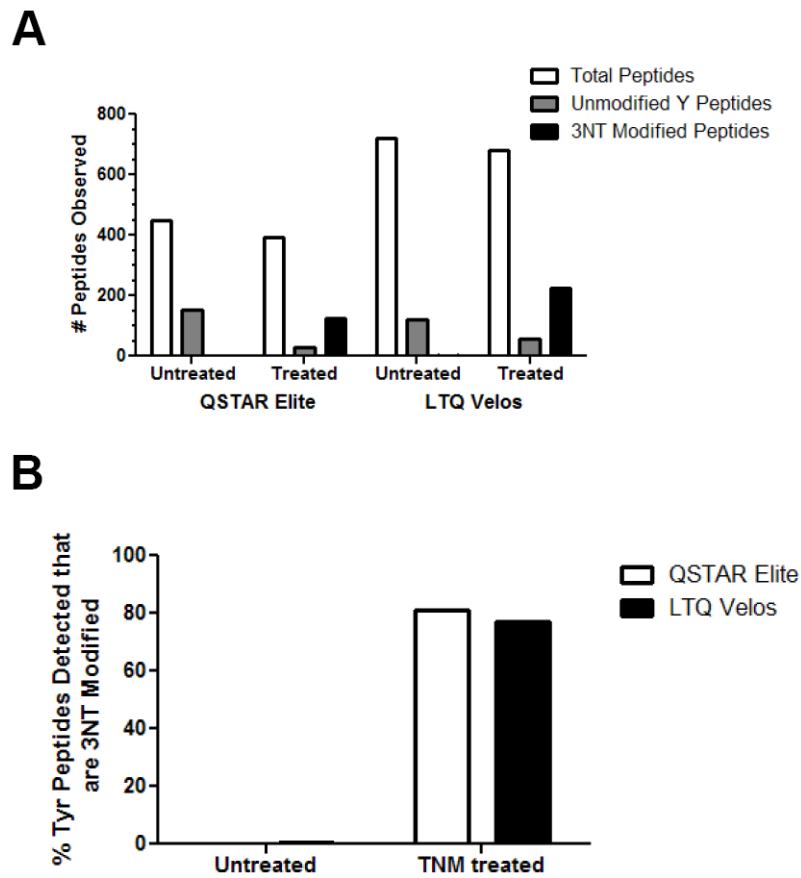 A
Total Peptides
Unmodified Y Peptides
3NT Modified Peptides
# Peptides Observed
800
600
400
200
0
Untreated
Treated
Untreated
Treated
QSTAR Elite
LTQ Velos
B
% Tyr Peptides Detected that
are 3NT Modified
100
80
60
40
20
0
QSTAR Elite
LTQ Velos
Untreated
TNM treated